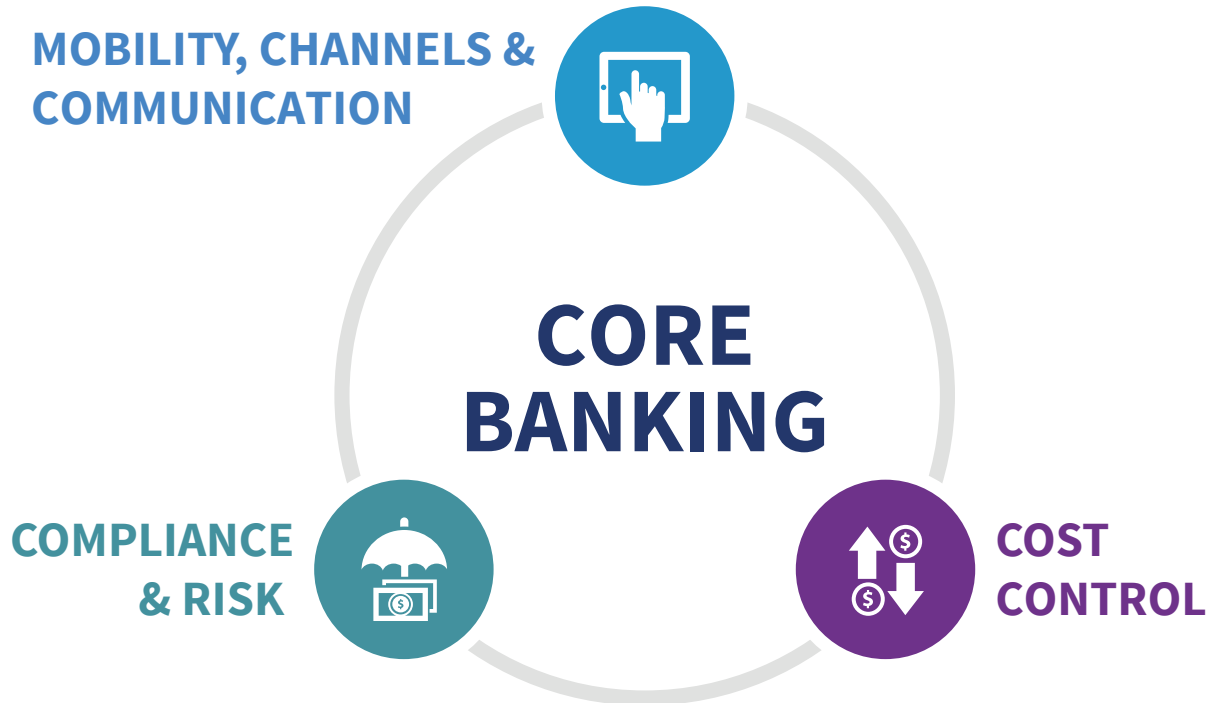 MOBILITY, CHANNELS &
COMMUNICATION
CORE
BANKING
COMPLIANCE
& RISK
COST
CONTROL
$
$
$